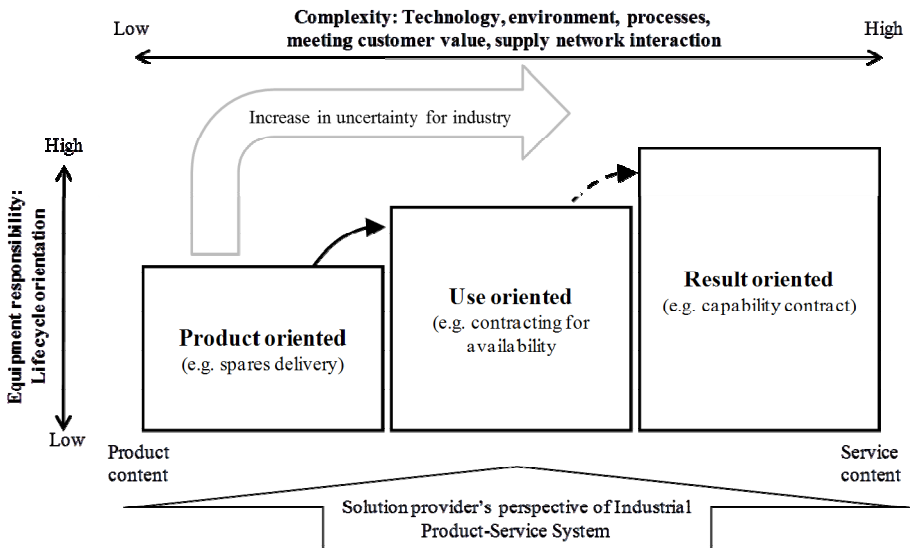 Complexity: Technology, environment, processes,
meeting customer value, supply network interaction
Low
High
Increase in uncertainty for industry
High
Equipment responsibility:
Lifecycle orientation
Low
Product oriented
(e.g. spares delivery)
Use oriented
(e.g. contracting for
availability
Result oriented
(e.g. capability contract)
Product
content
Service
content
Solution provider's perspective of Industrial
Product-Service System